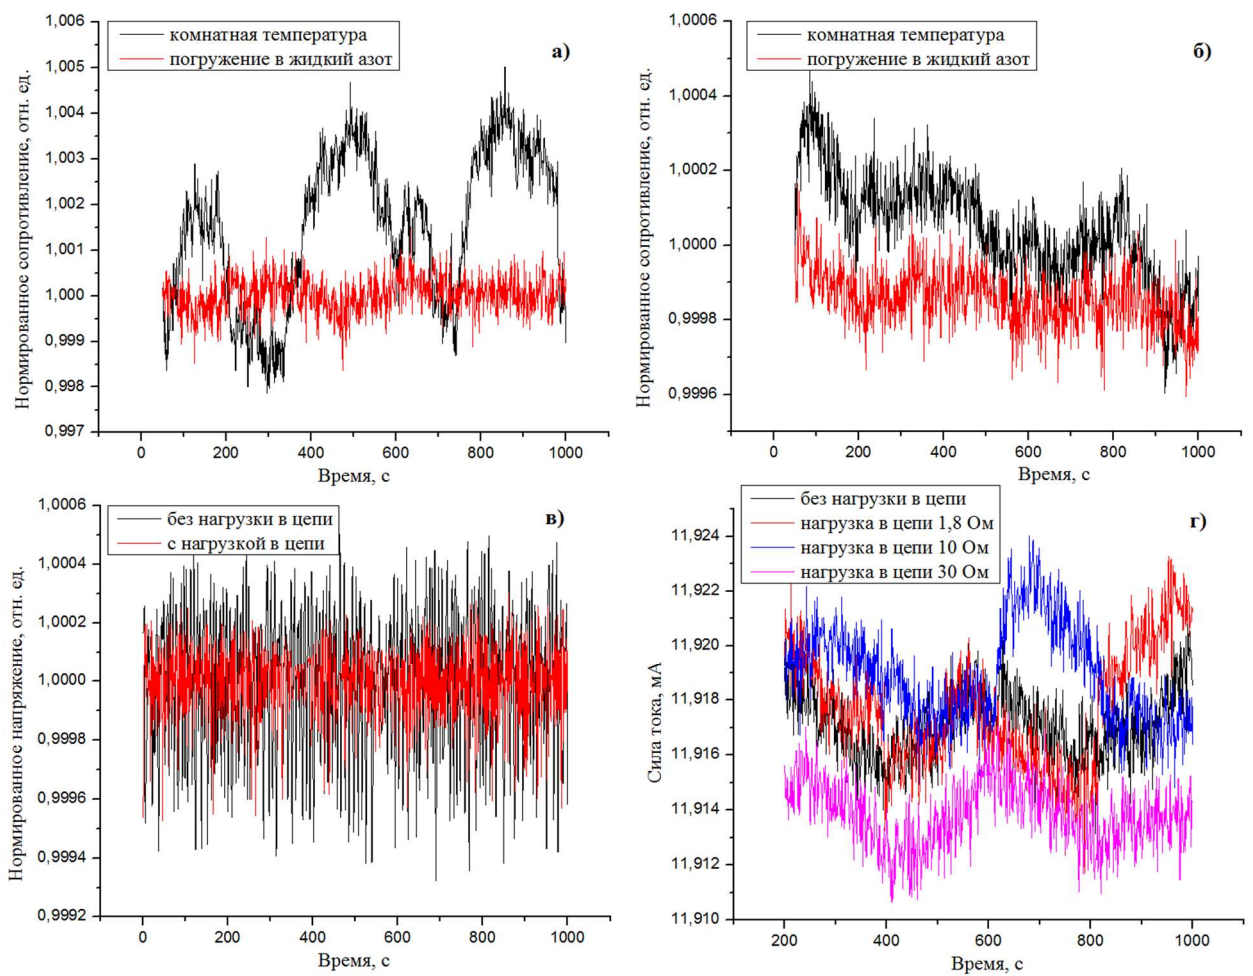 1,006
1,005
1,004
1,003
1,002
1,001
1,000
0,999
0,998
0,997
Нормированное сопротивление, отн. ед.
комнатная температура
погружение в жидкий азот
а)
0
200
400
600
800
1000
Время, с
1,0006
1,0004
1,0002
1,0000
0,9998
0,9996
Нормированное сопротивление, отн. ед.
комнатная температура
погружение в жидкий азот
б)
0
200
400
600
800
1000
Время, с
1,0006
1,0004
1,0002
1,0000
0,9998
0,9996
0,9994
0,9992
Нормированное напряжение, отн. ед.
без нагрузки в цепи
с нагрузкой в цепи
в)
0
200
400
600
800
1000
Время, с
11,924
11,922
11,920
11,918
11,916
11,914
11,912
11,910
Сила тока, мА
без нагрузки в цепи
нагрузка в цепи 1,8 Ом
нагрузка в цепи 10 Ом
нагрузка в цепи 30 Ом
г)
200
400
600
800
1000
Время, с